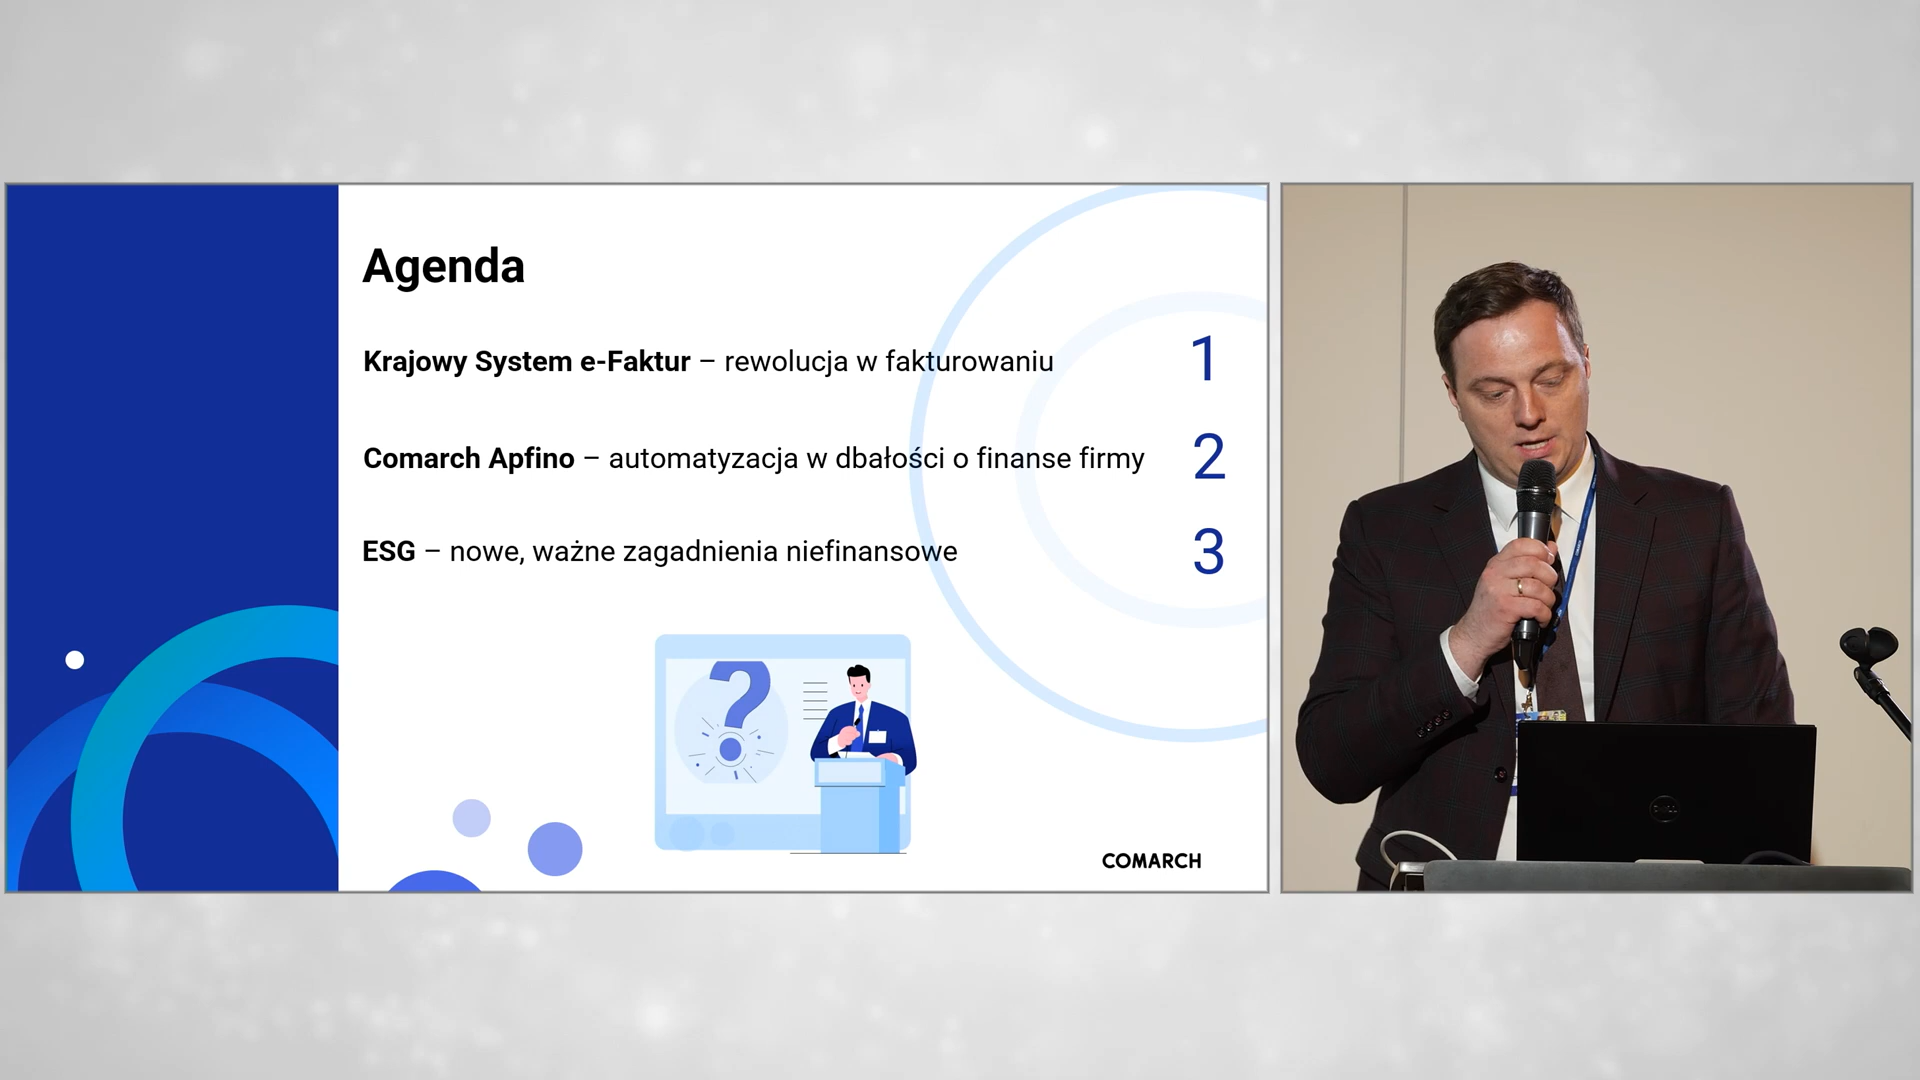 Agenda
Krajowy System e-Faktur – rewolucja w fakturowaniu 1
Comarch Apfino – automatyzacja w dbałości o finanse firmy 2
ESG – nowe, ważne zagadnienia niefinansowe 3
?
COMARCH
DELL